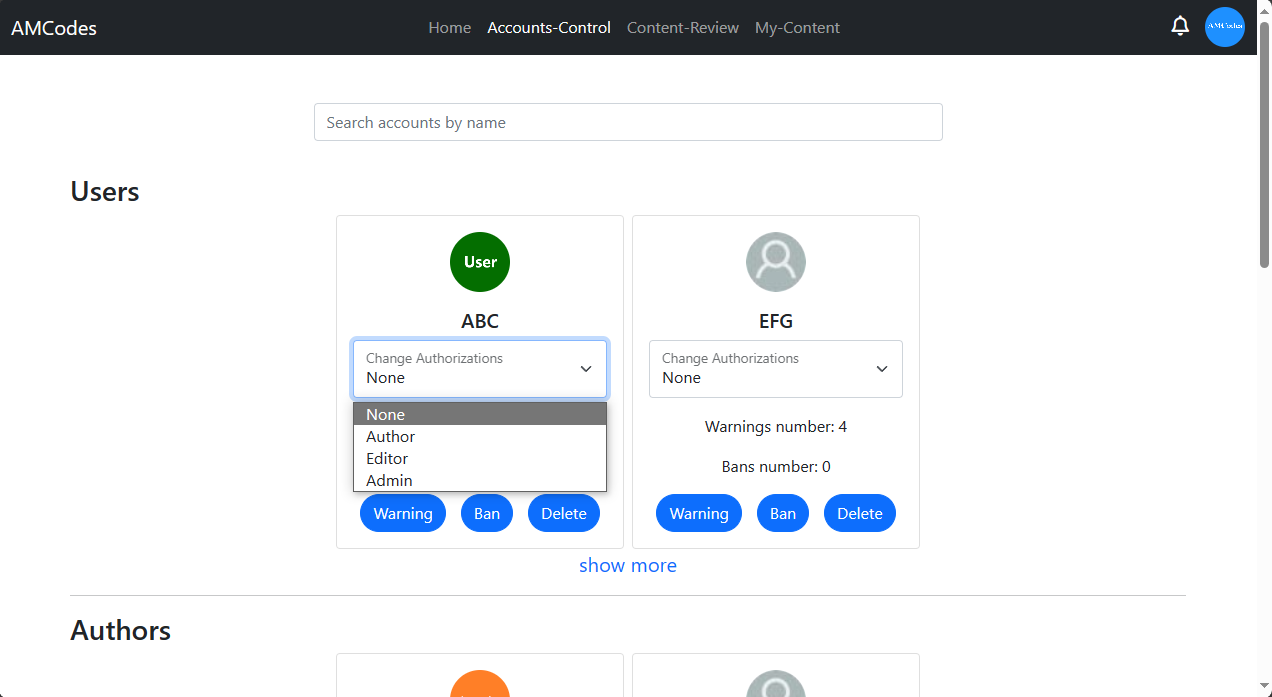 AMCodes Home Accounts-Control Content-Review My-Content AMCodes
Search accounts by name
Users
User
ABC
Change Authorizations
None
None
Author
Editor
Admin
Warning Ban Delete
EFG
Change Authorizations
None
Warnings number: 4
Bans number: 0
Warning Ban Delete
show more
Authors